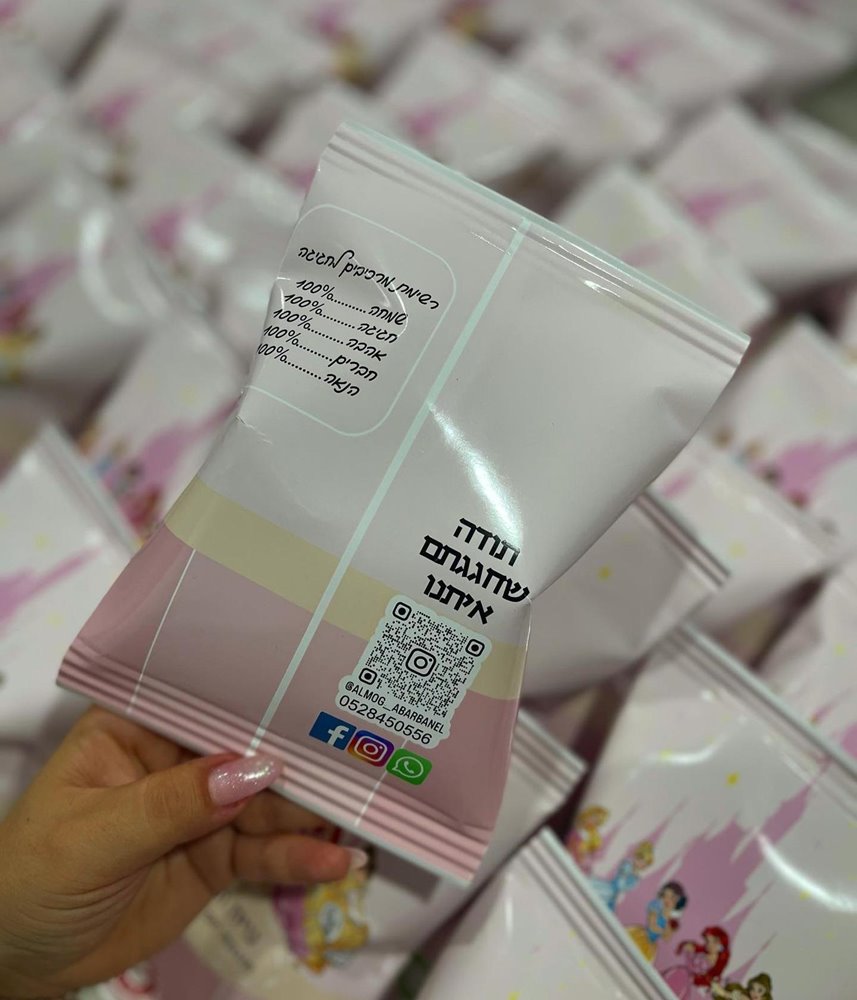 רשימת מרכיבים לחגיגה
שמחה..........100%
חגיגה..........100%
אהבה..........100%
חברים..........100%
הנאה..........100%
תודה
שחגגתם
איתנו
@ALMOG_ABARBANEL
0528450556